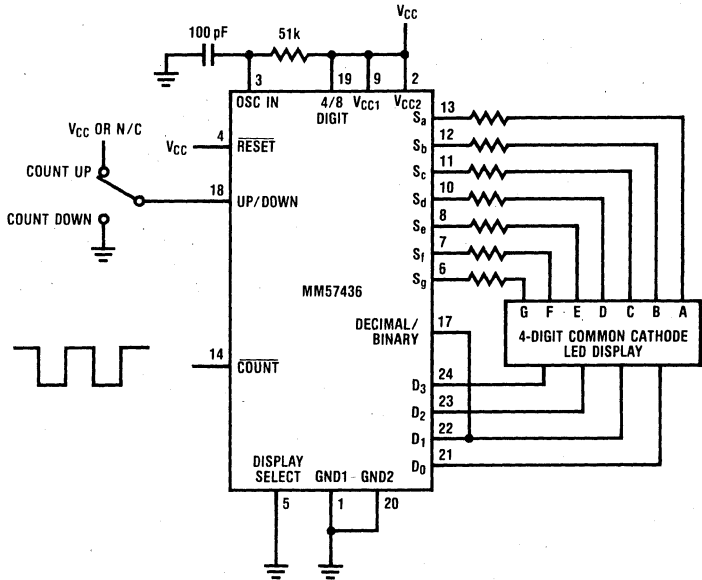 VCC
100 pF
51k
3
19
9
2
OSC IN
4/8
DIGIT
VCC1
VCC2
VCC OR N/C
COUNT UP
COUNT DOWN
VCC
4
RESET
18
UP/DOWN
14
COUNT
MM57436
Sa
13
Sb
12
Sc
11
Sd
10
Se
8
Sf
7
Sg
6
G F E D C B A
4-DIGIT COMMON CATHODE
LED DISPLAY
DECIMAL/
BINARY
17
D3
24
D2
23
D1
22
D0
21
DISPLAY
SELECT
GND1
GND2
5
1
20